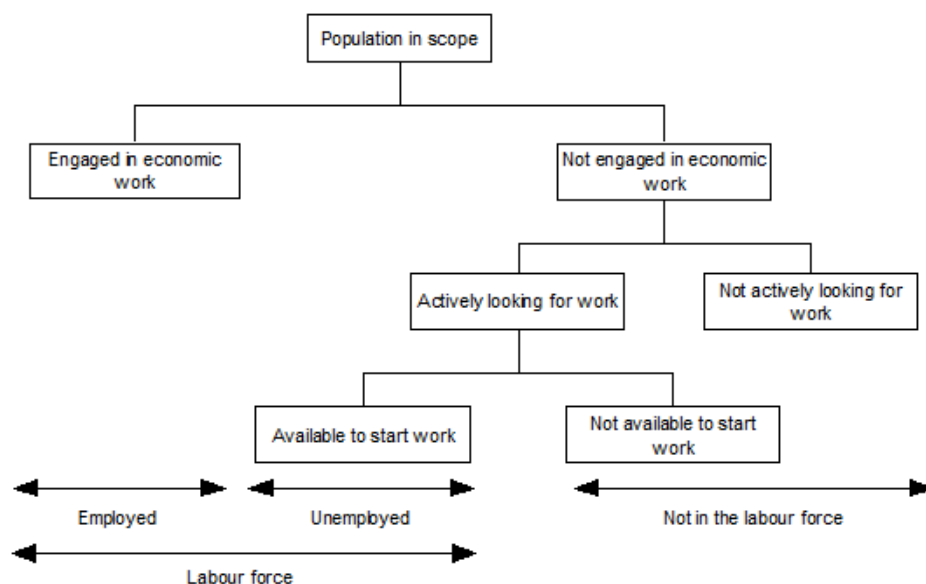 Population in scope
Engaged in economic
work
Not engaged in economic
work
Actively looking for work
Not actively looking for
work
Available to start work
Not available to start
work
Employed
Unemployed
Not in the labour force
Labour force